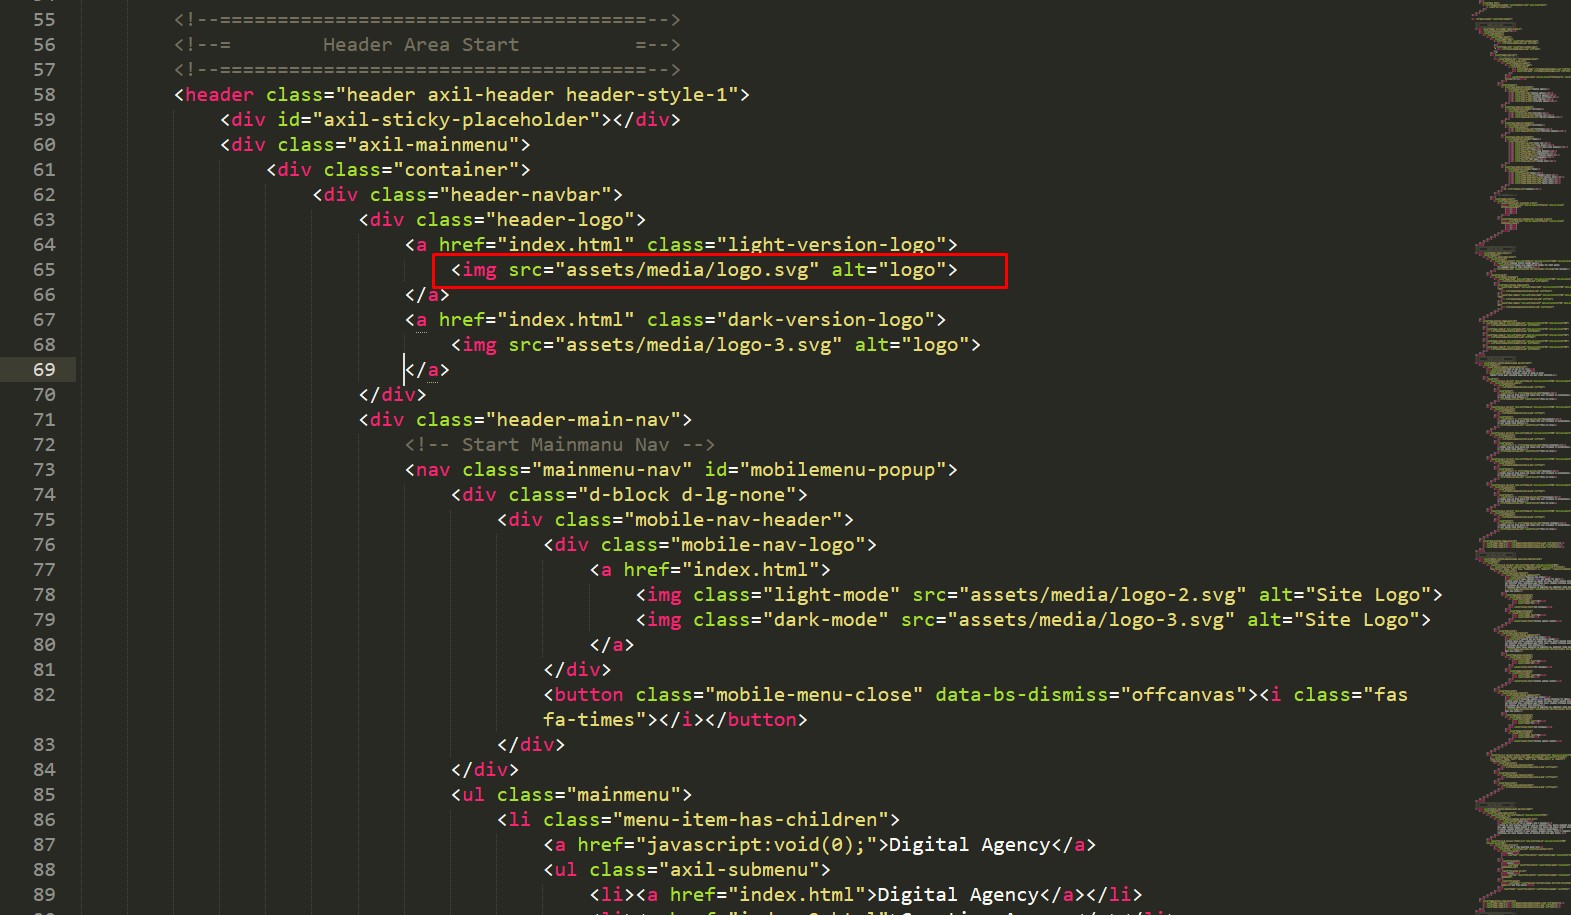 55 <!--=====================================-->
56 <!--= Header Area Start =-->
57 <!--=====================================-->
58 <header class="header axil-header header-style-1">
59 <div id="axil-sticky-placeholder"></div>
60 <div class="axil-mainmenu">
61 <div class="container">
62 <div class="header-navbar">
63 <div class="header-logo">
64 <a href="index.html" class="light-version-logo">
65 <img src="assets/media/logo.svg" alt="logo">
66 </a>
67 <a href="index.html" class="dark-version-logo">
68 <img src="assets/media/logo-3.svg" alt="logo">
69 </a>
70 </div>
71 <div class="header-main-nav">
72 <!-- Start Mainmanu Nav -->
73 <nav class="mainmenu-nav" id="mobilemenu-popup">
74 <div class="d-block d-lg-none">
75 <div class="mobile-nav-header">
76 <div class="mobile-nav-logo">
77 <a href="index.html">
78 <img class="light-mode" src="assets/media/logo-2.svg" alt="Site Logo">
79 <img class="dark-mode" src="assets/media/logo-3.svg" alt="Site Logo">
80 </a>
81 </div>
82 <button class="mobile-menu-close" data-bs-dismiss="offcanvas"><i class="fas
fa-times"></i></button>
83 </div>
84 </div>
85 <ul class="mainmenu">
86 <li class="menu-item-has-children">
87 <a href="javascript:void(0);">Digital Agency</a>
88 <ul class="axil-submenu">
89 <li><a href="index.html">Digital Agency</a></li>